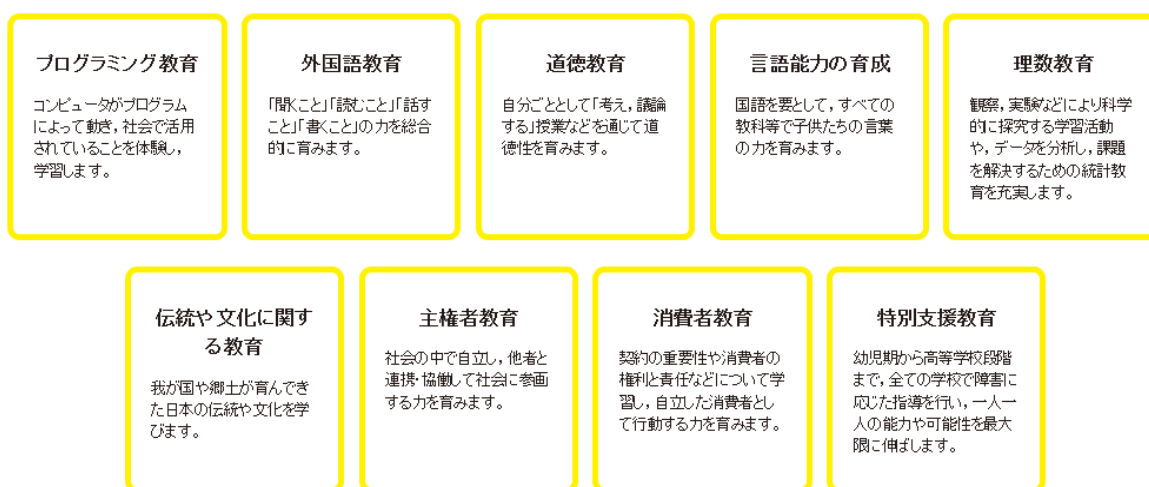 プログラミング教育
コンピュータがプログラム
によって動き，社会で活用
されていることを体験し，
学習します。
外国語教育
「聞くこと」「読むこと」「話す
こと」「書くこと」の力を総合
的に育みます。
道徳教育
自分ごととして「考え，議論
する」授業などを通じて道
徳性を育みます。
言語能力の育成
国語を要として，すべての
教科等で子供たちの言葉
の力を育みます。
理数教育
観察，実験などにより科学
的に探究する学習活動
や，データを分析し，課題
を解決するための統計教
育を充実します。
伝統や文化に関す
る教育
我が国や郷土が育んでき
た日本の伝統や文化を学
びます。
主権者教育
社会の中で自立し，他者と
連携・協働して社会に参画
する力を育みます。
消費者教育
契約の重要性や消費者の
権利と責任などについて学
習し，自立した消費者とし
て行動する力を育みます。
特別支援教育
幼児期から高等学校段階
まで，全ての学校で障害に
応じた指導を行い，一人一
人の能力や可能性を最大
限に伸ばします。